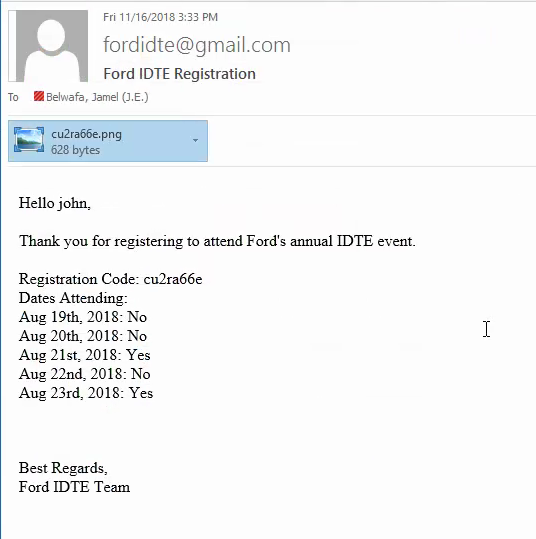 Fri 11/16/2018 3:33 PM
fordidte@gmail.com
Ford IDTE Registration
To Belwafa, Jamel (J.E.)
cu2ra66e.png
628 bytes
Hello john,
Thank you for registering to attend Ford's annual IDTE event.
Registration Code: cu2ra66e
Dates Attending:
Aug 19th, 2018: No
Aug 20th, 2018: No
Aug 21st, 2018: Yes
Aug 22nd, 2018: No
Aug 23rd, 2018: Yes
Best Regards,
Ford IDTE Team